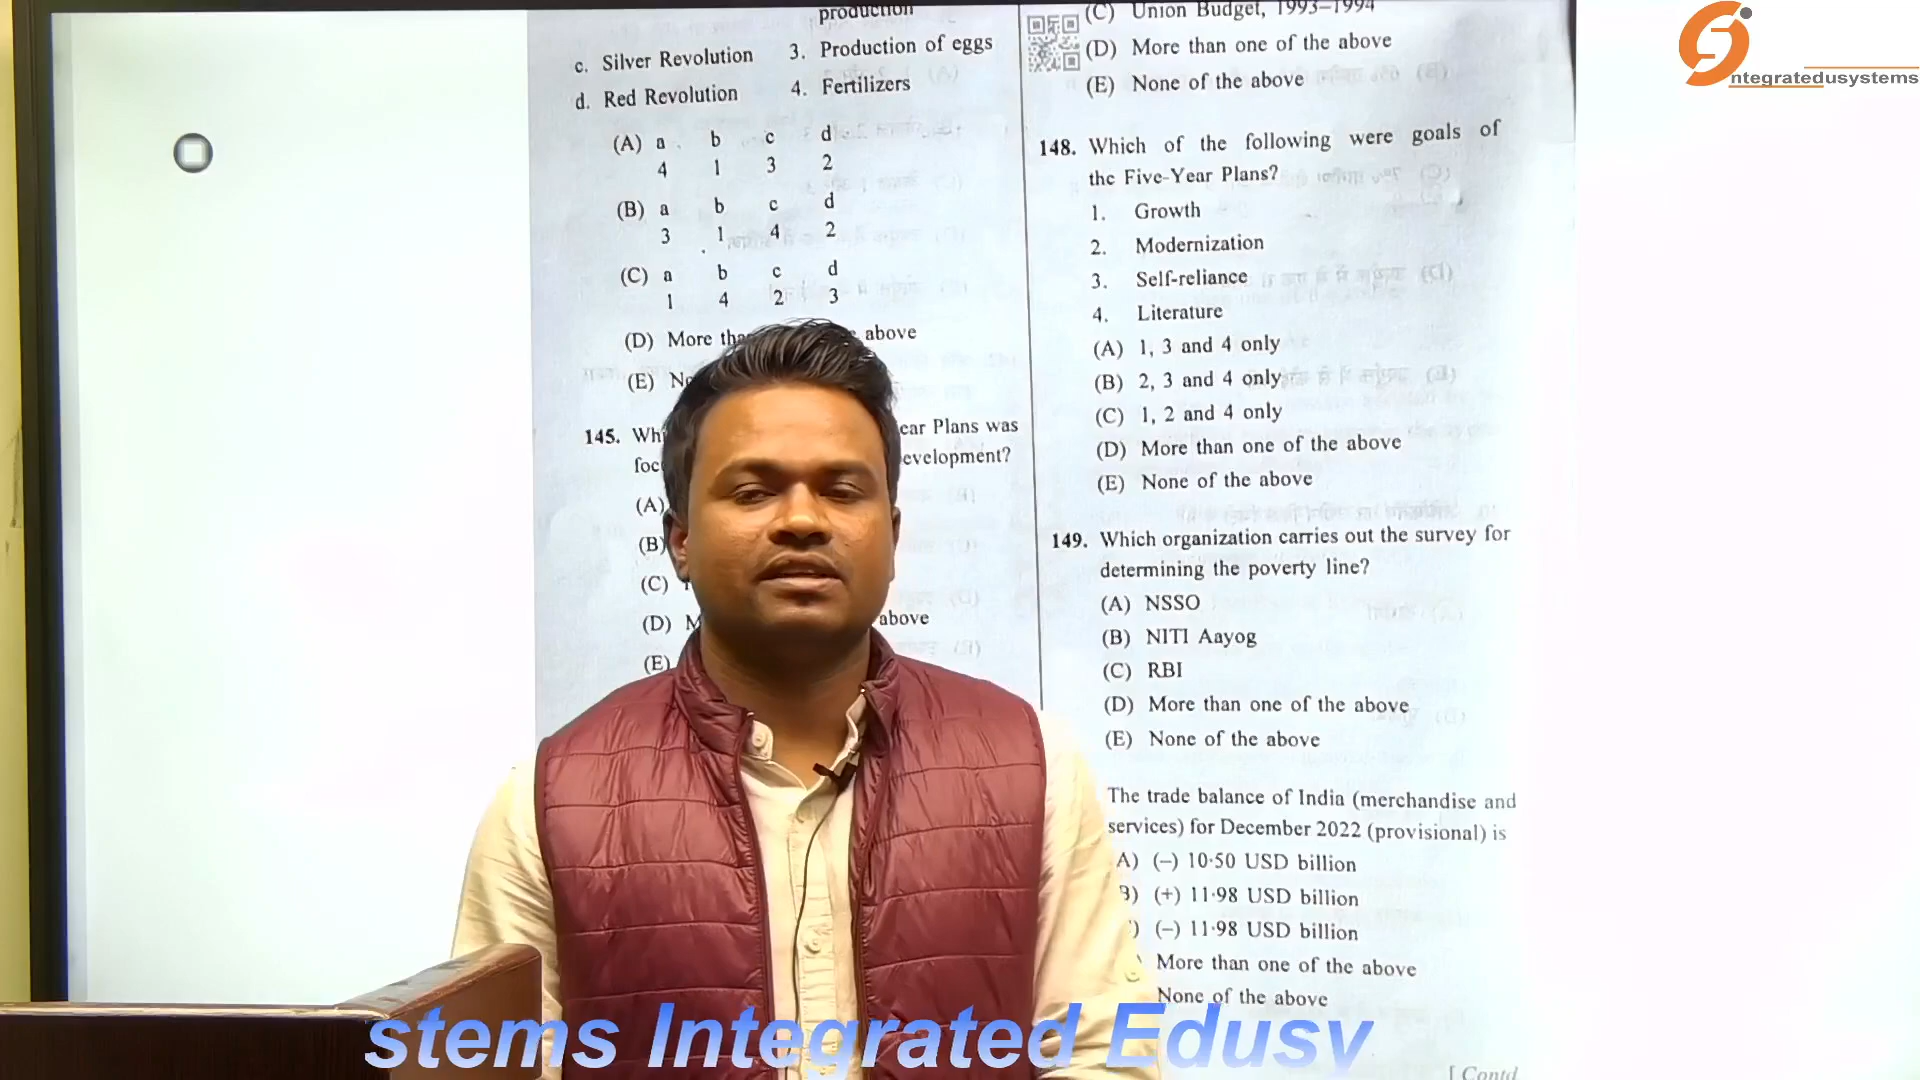 production
c. Silver Revolution 3. Production of eggs
d. Red Revolution 4. Fertilizers
(A) a b c d
4 1 3 2
(B) a b c d
3 1 4 2
(C) a b c d
1 4 2 3
(D) More above
(E)
145. Plans was
(A)
(B)
(C)
(D) above
(E)
(C) Union Budget, 1993–1994
(D) More than one of the above
(E) None of the above
148. Which of the following were goals of
the Five-Year Plans?
1. Growth
2. Modernization
3. Self-reliance
4. Literature
(A) 1, 3 and 4 only
(B) 2, 3 and 4 only
(C) 1, 2 and 4 only
(D) More than one of the above
(E) None of the above
149. Which organization carries out the survey for
determining the poverty line?
(A) NSSO
(B) NITI Aayog
(C) RBI
(D) More than one of the above
(E) None of the above
The trade balance of India (merchandise and
services) for December 2022 (provisional) is
A) (–) 10·50 USD billion
B) (+) 11·98 USD billion
) (–) 11·98 USD billion
More than one of the above
None of the above
[ Contd
ntegratedusystems
stems Integrated Edusy